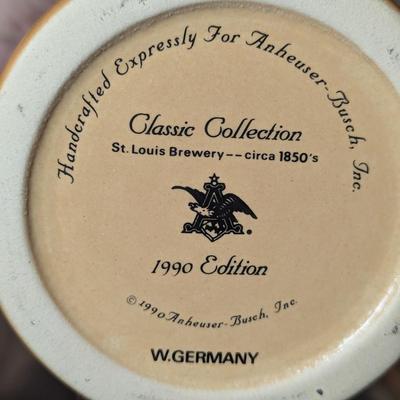 Handcrafted Expressly For Anheuser-Busch, Inc.
Classic Collection
St. Louis Brewery--circa 1850's
A
1990 Edition
©1990 Anheuser-Busch, Inc.
W.GERMANY